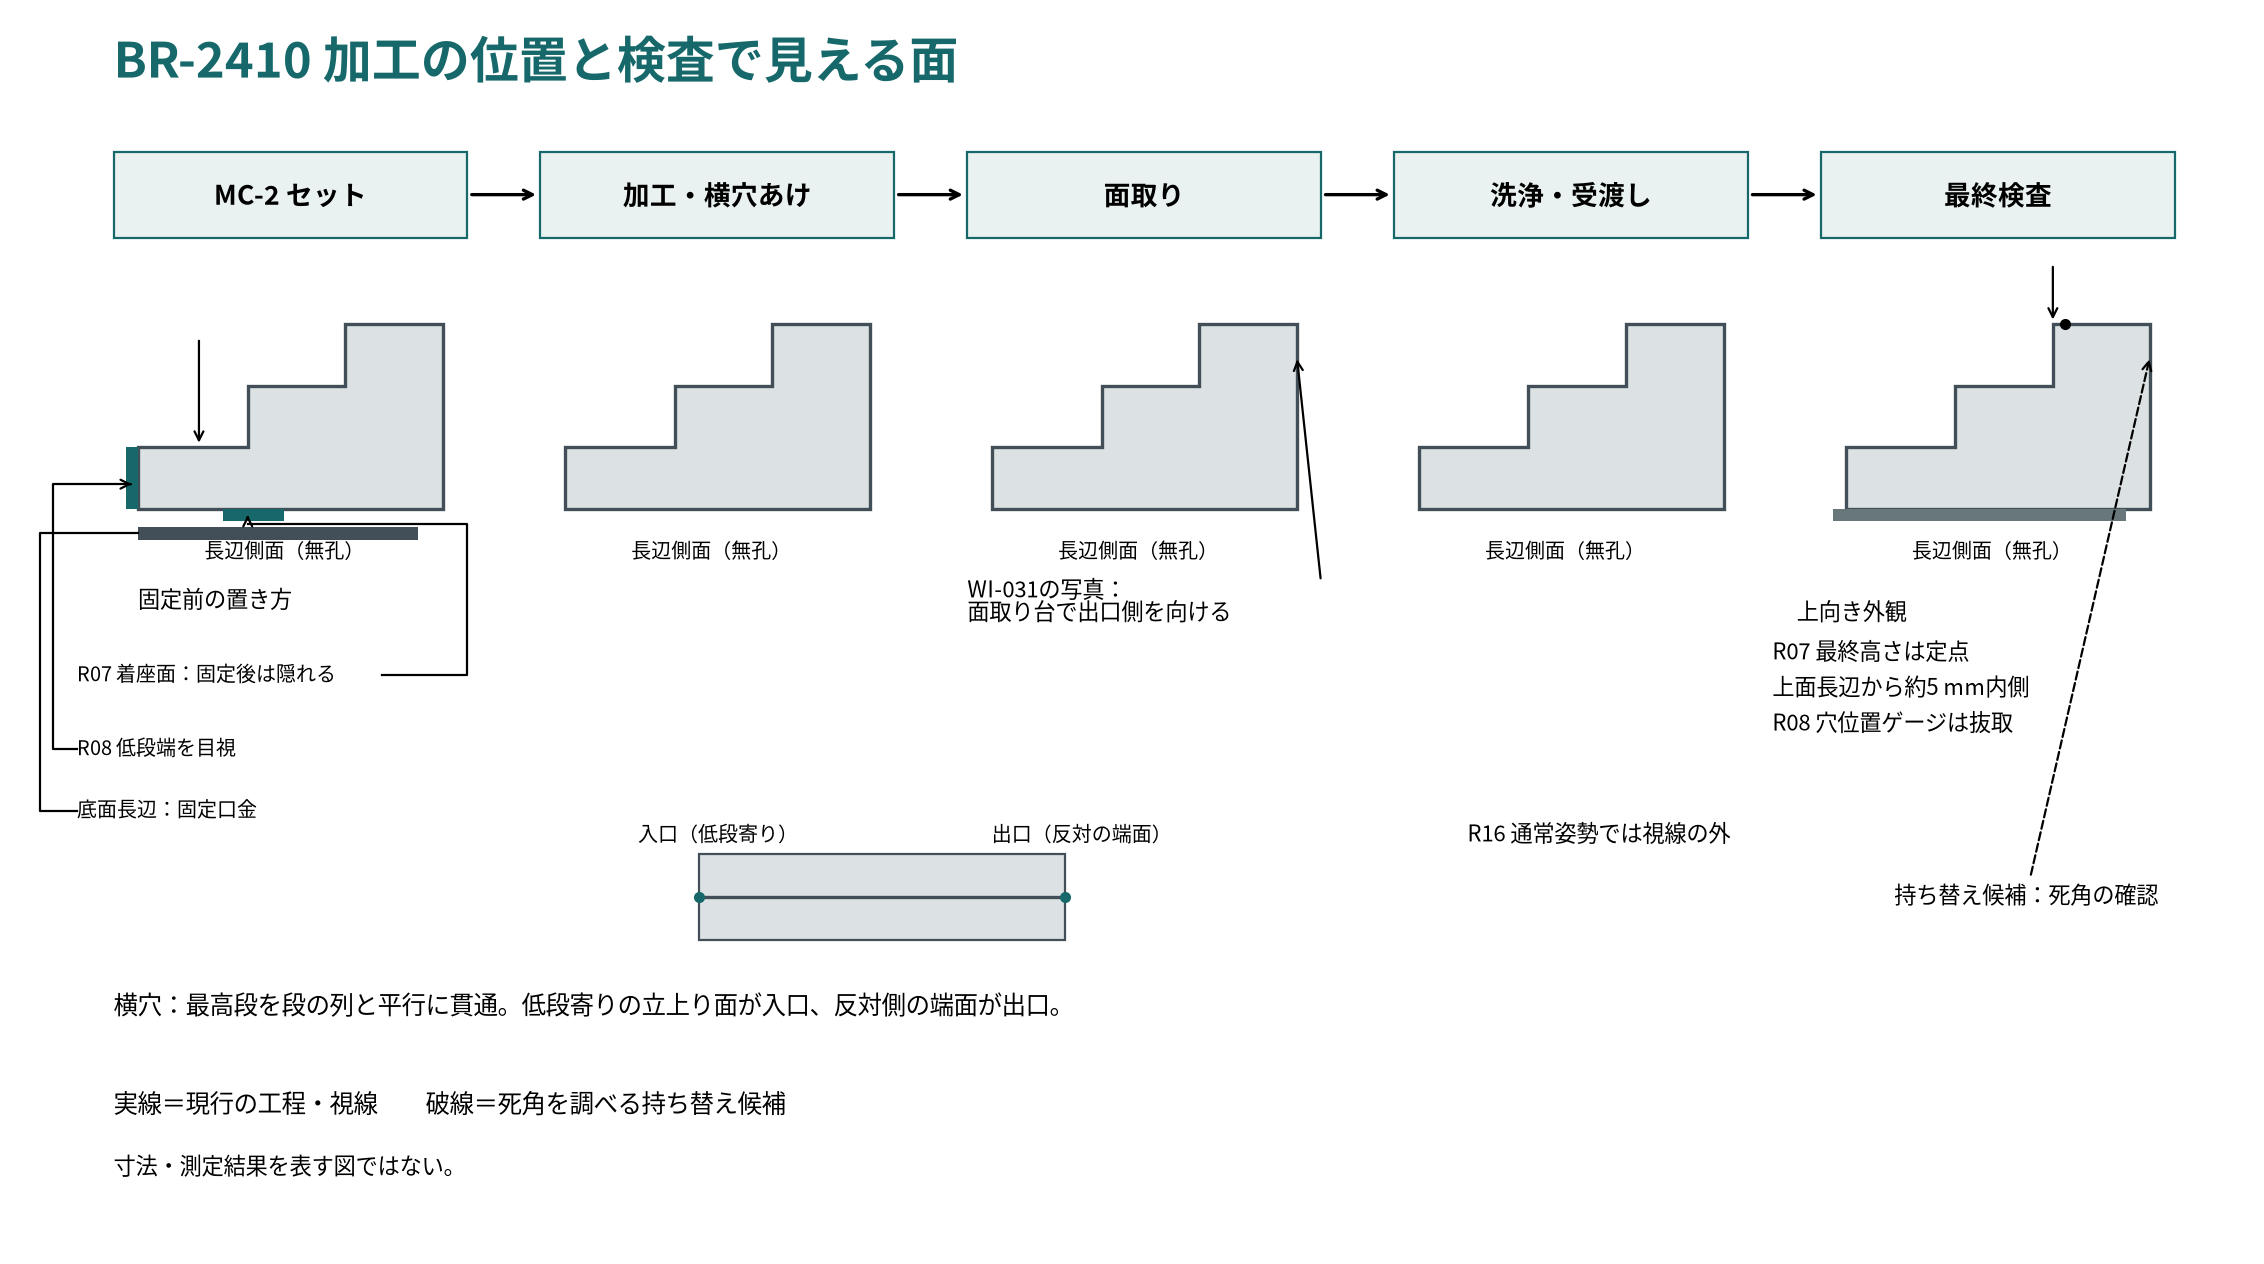 BR-2410 加工の位置と検査で見える面
MC-2 セット
加工・横穴あけ
面取り
洗浄・受渡し
最終検査
長辺側面（無孔）
長辺側面（無孔）
長辺側面（無孔）
長辺側面（無孔）
長辺側面（無孔）
固定前の置き方
R07 着座面：固定後は隠れる
R08 低段端を目視
底面長辺：固定口金
WI-031の写真：
面取り台で出口側を向ける
上向き外観
R07 最終高さは定点
上面長辺から約5 mm内側
R08 穴位置ゲージは抜取
入口（低段寄り）
出口（反対の端面）
R16 通常姿勢では視線の外
持ち替え候補：死角の確認
横穴：最高段を段の列と平行に貫通。低段寄りの立上り面が入口、反対側の端面が出口。
実線＝現行の工程・視線　　破線＝死角を調べる持ち替え候補
寸法・測定結果を表す図ではない。